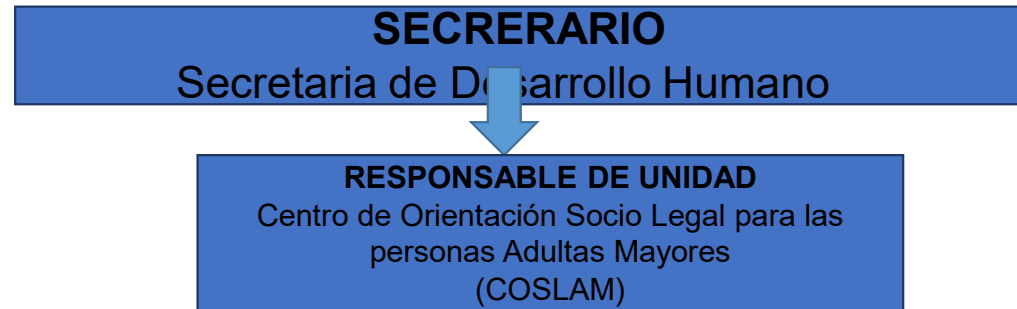 SECRERARIO
Secretaria de Desarrollo Humano
RESPONSABLE DE UNIDAD
Centro de Orientación Socio Legal para las
personas Adultas Mayores
(COSLAM)